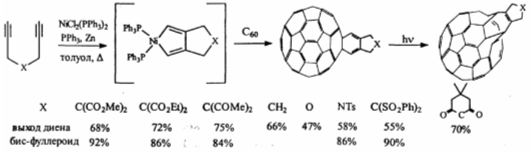 NiCl2(PPh3)2
PPh3, Zn
толуол, Δ
X
Ph3P
Ph3P
Ni
X
C60
X
hν
X
O O O
X C(CO2Me)2 C(CO2Et)2 C(COMe)2 CH2 O NTs C(SO2Ph)2
выход диена 68% 72% 75% 66% 47% 58% 55% 70%
бис-фуллероид 92% 86% 84% 86% 90%